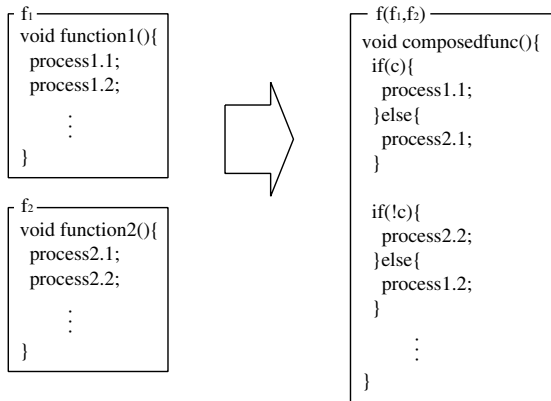 f₁
void function1(){
process1.1;
process1.2;
⋮
}
f₂
void function2(){
process2.1;
process2.2;
⋮
}
f(f₁,f₂)
void composedfunc(){
if(c){
process1.1;
}else{
process2.1;
}
if(!c){
process2.2;
}else{
process1.2;
}
⋮
}